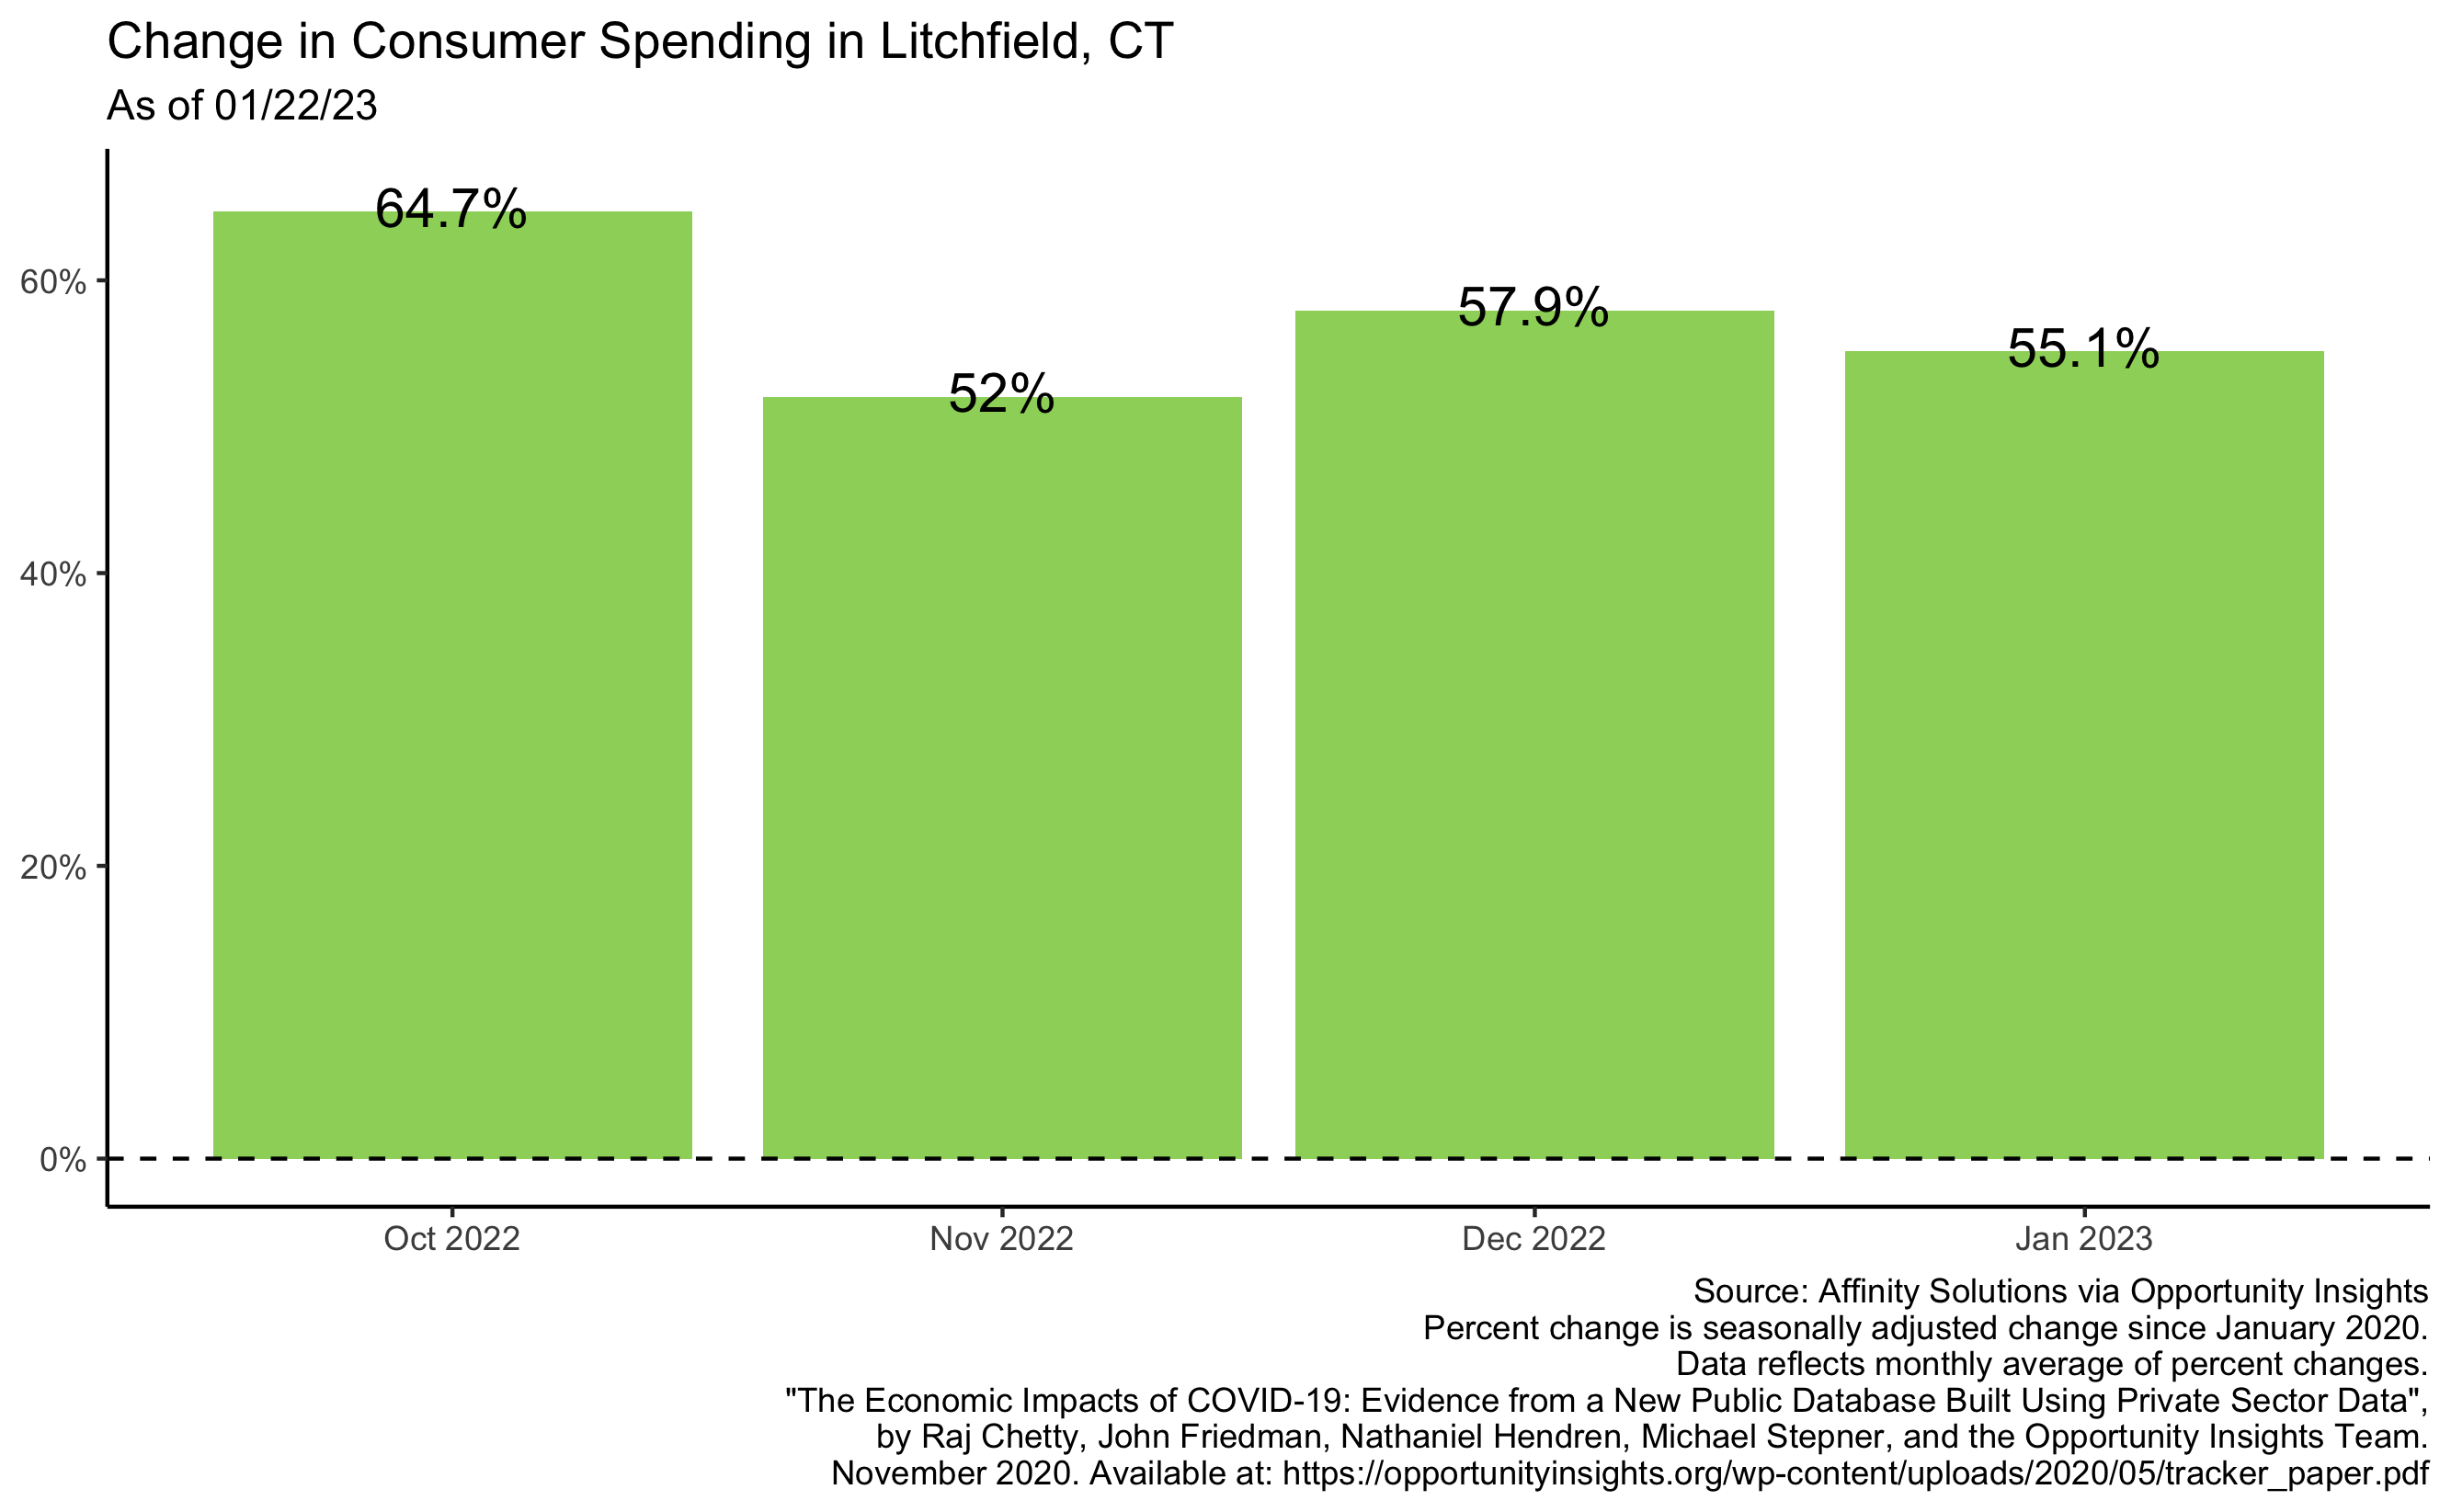 Change in Consumer Spending in Litchfield, CT
As of 01/22/23
64.7%
52%
57.9%
55.1%
60%
40%
20%
0%
Oct 2022
Nov 2022
Dec 2022
Jan 2023
Source: Affinity Solutions via Opportunity Insights
Percent change is seasonally adjusted change since January 2020.
Data reflects monthly average of percent changes.
"The Economic Impacts of COVID-19: Evidence from a New Public Database Built Using Private Sector Data",
by Raj Chetty, John Friedman, Nathaniel Hendren, Michael Stepner, and the Opportunity Insights Team.
November 2020. Available at: https://opportunityinsights.org/wp-content/uploads/2020/05/tracker_paper.pdf